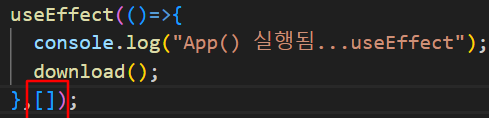 useEffect(()=>{
  console.log("App() 실행됨...useEffect");
  download();
},[]);